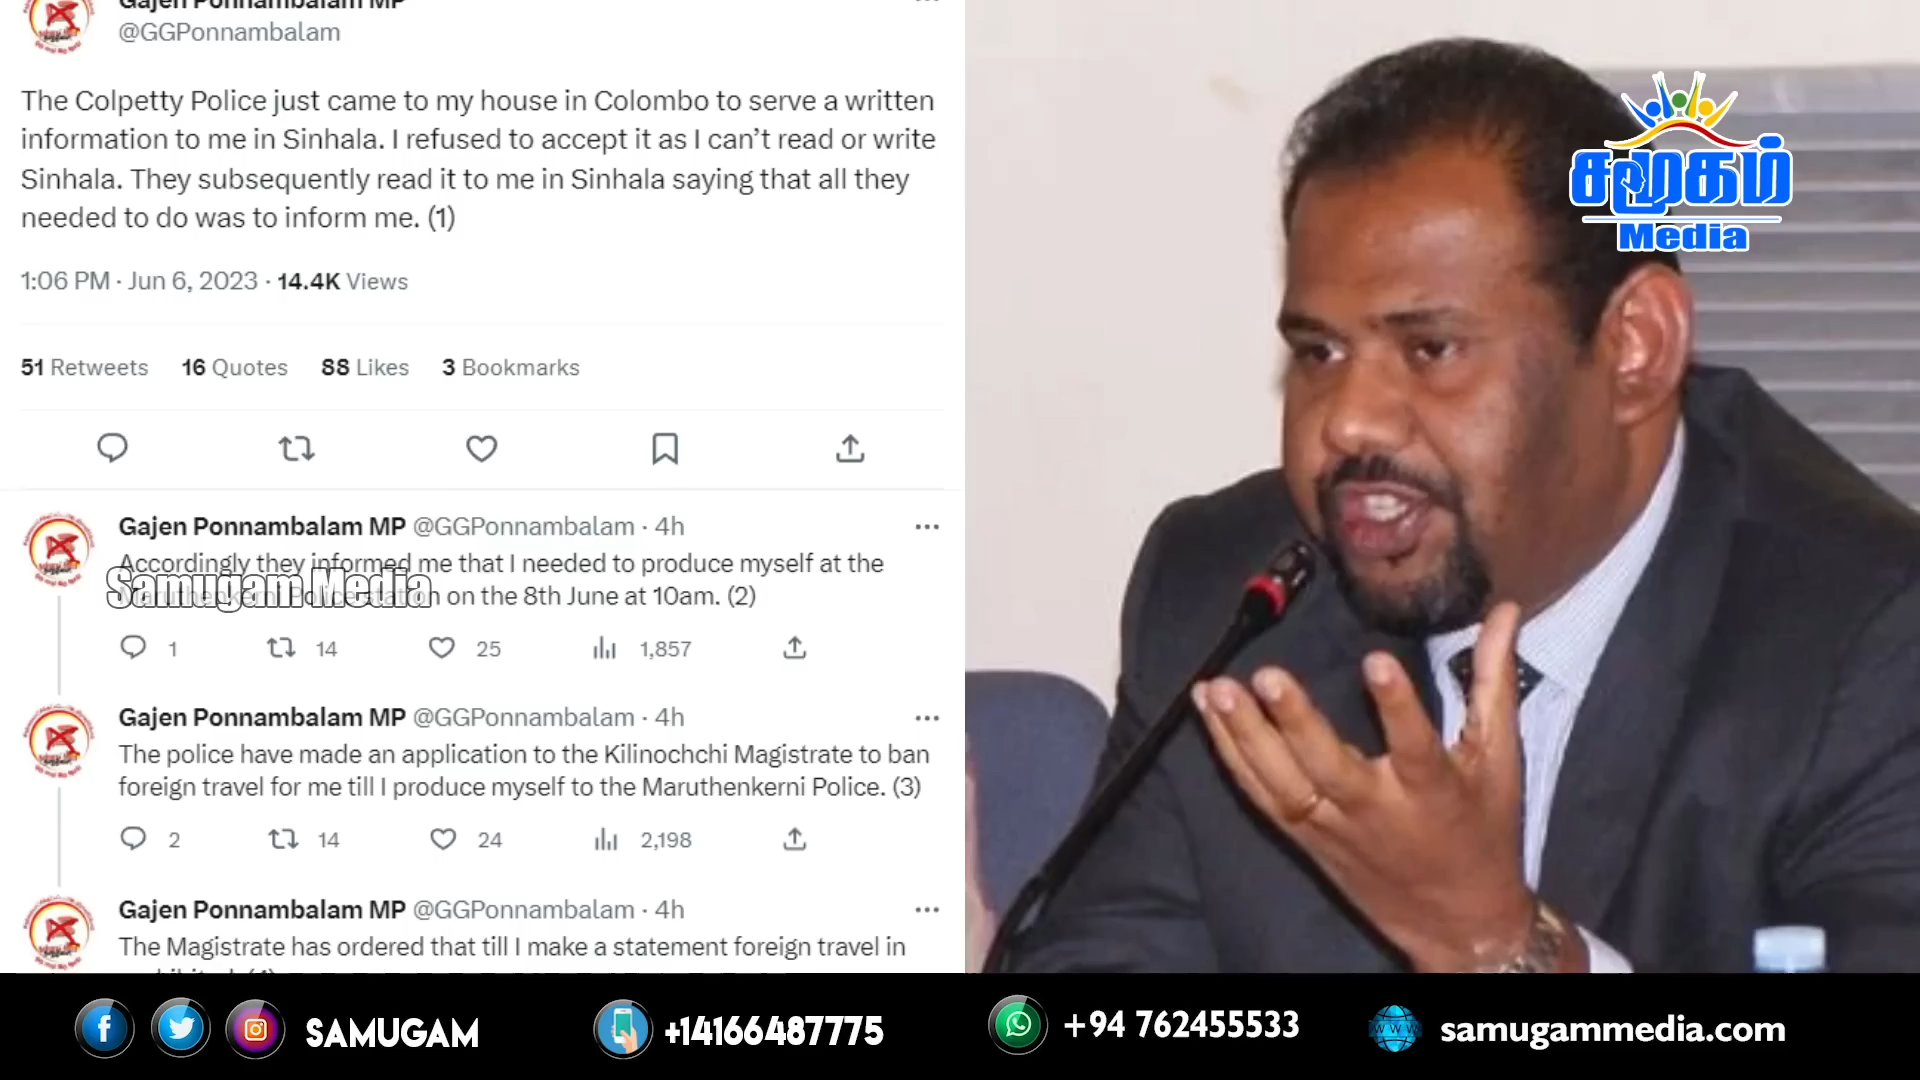 Gajen Ponnambalam MP
@GGPonnambalam
The Colpetty Police just came to my house in Colombo to serve a written
information to me in Sinhala. I refused to accept it as I can’t read or write
Sinhala. They subsequently read it to me in Sinhala saying that all they
needed to do was to inform me. (1)
1:06 PM · Jun 6, 2023 · 14.4K Views
51 Retweets 16 Quotes 88 Likes 3 Bookmarks
Gajen Ponnambalam MP @GGPonnambalam · 4h
Accordingly they informed me that I needed to produce myself at the
Maruthenkerni Police station on the 8th June at 10am. (2)
Samugam Media
1 14 25 1,857
Gajen Ponnambalam MP @GGPonnambalam · 4h
The police have made an application to the Kilinochchi Magistrate to ban
foreign travel for me till I produce myself to the Maruthenkerni Police. (3)
2 14 24 2,198
Gajen Ponnambalam MP @GGPonnambalam · 4h
The Magistrate has ordered that till I make a statement foreign travel in
சமூகம்
Media
SAMUGAM +14166487775 +94 762455533 samugammedia.com